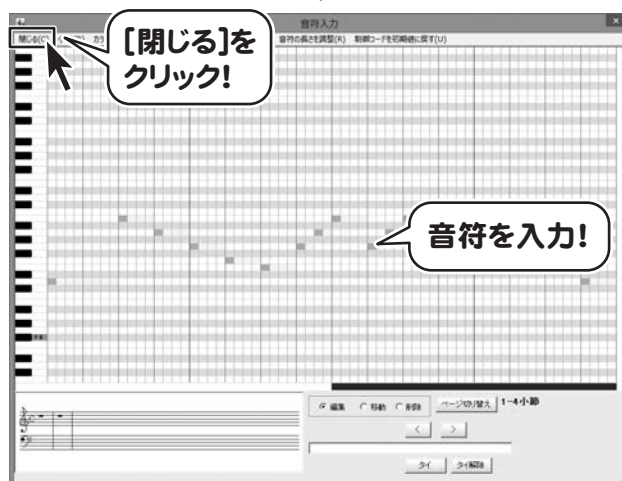 音符入力
閉じる(C)
音符の長さを調整(R) 制御コードを初期値に戻す(U)
[閉じる]を
クリック!
音符を入力!
編集 移動 削除 ページ切り替え 1-4小節
< >
タイ タイ解除